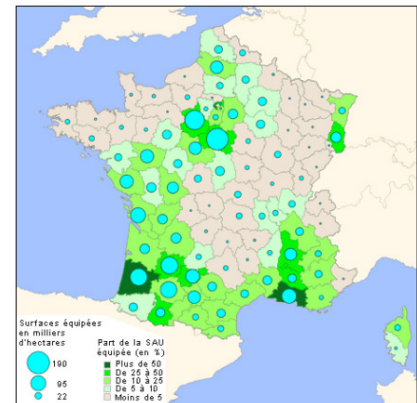 Surfaces équipées
en milliers
d'hectares
190
95
22
Part de la SAU
équipée (en %)
Plus de 50
De 25 à 50
De 10 à 25
De 5 à 10
Moins de 5